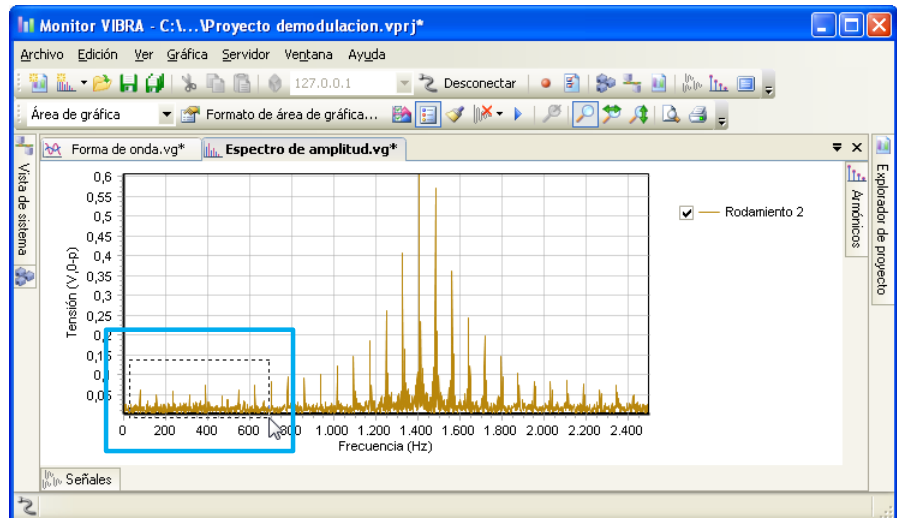 Monitor VIBRA - C:\...\Proyecto demodulacion.vprj*
Archivo Edición Ver Gráfica Servidor Ventana Ayuda
127.0.0.1 Desconectar
Área de gráfica Formato de área de gráfica...
Vista de sistema
Forma de onda.vg* Espectro de amplitud.vg*
Explorador de proyecto
Armónicos
Tensión (V,0-p)
0,6
0,55
0,5
0,45
0,4
0,35
0,3
0,25
0,2
0,15
0,1
0,05
Rodamiento 2
0 200 400 600 800 1.000 1.200 1.400 1.600 1.800 2.000 2.200 2.400
Frecuencia (Hz)
Señales